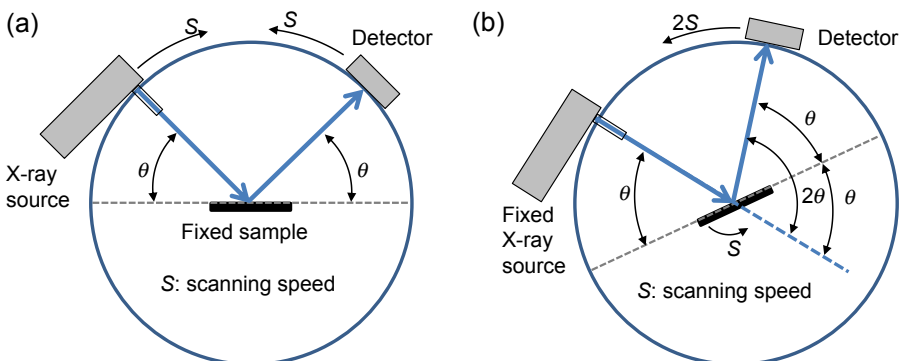 (a)
S
S
Detector
θ
θ
X-ray
source
Fixed sample
S: scanning speed
(b)
2S
Detector
θ
θ
2θ
θ
Fixed
X-ray
source
S
S: scanning speed